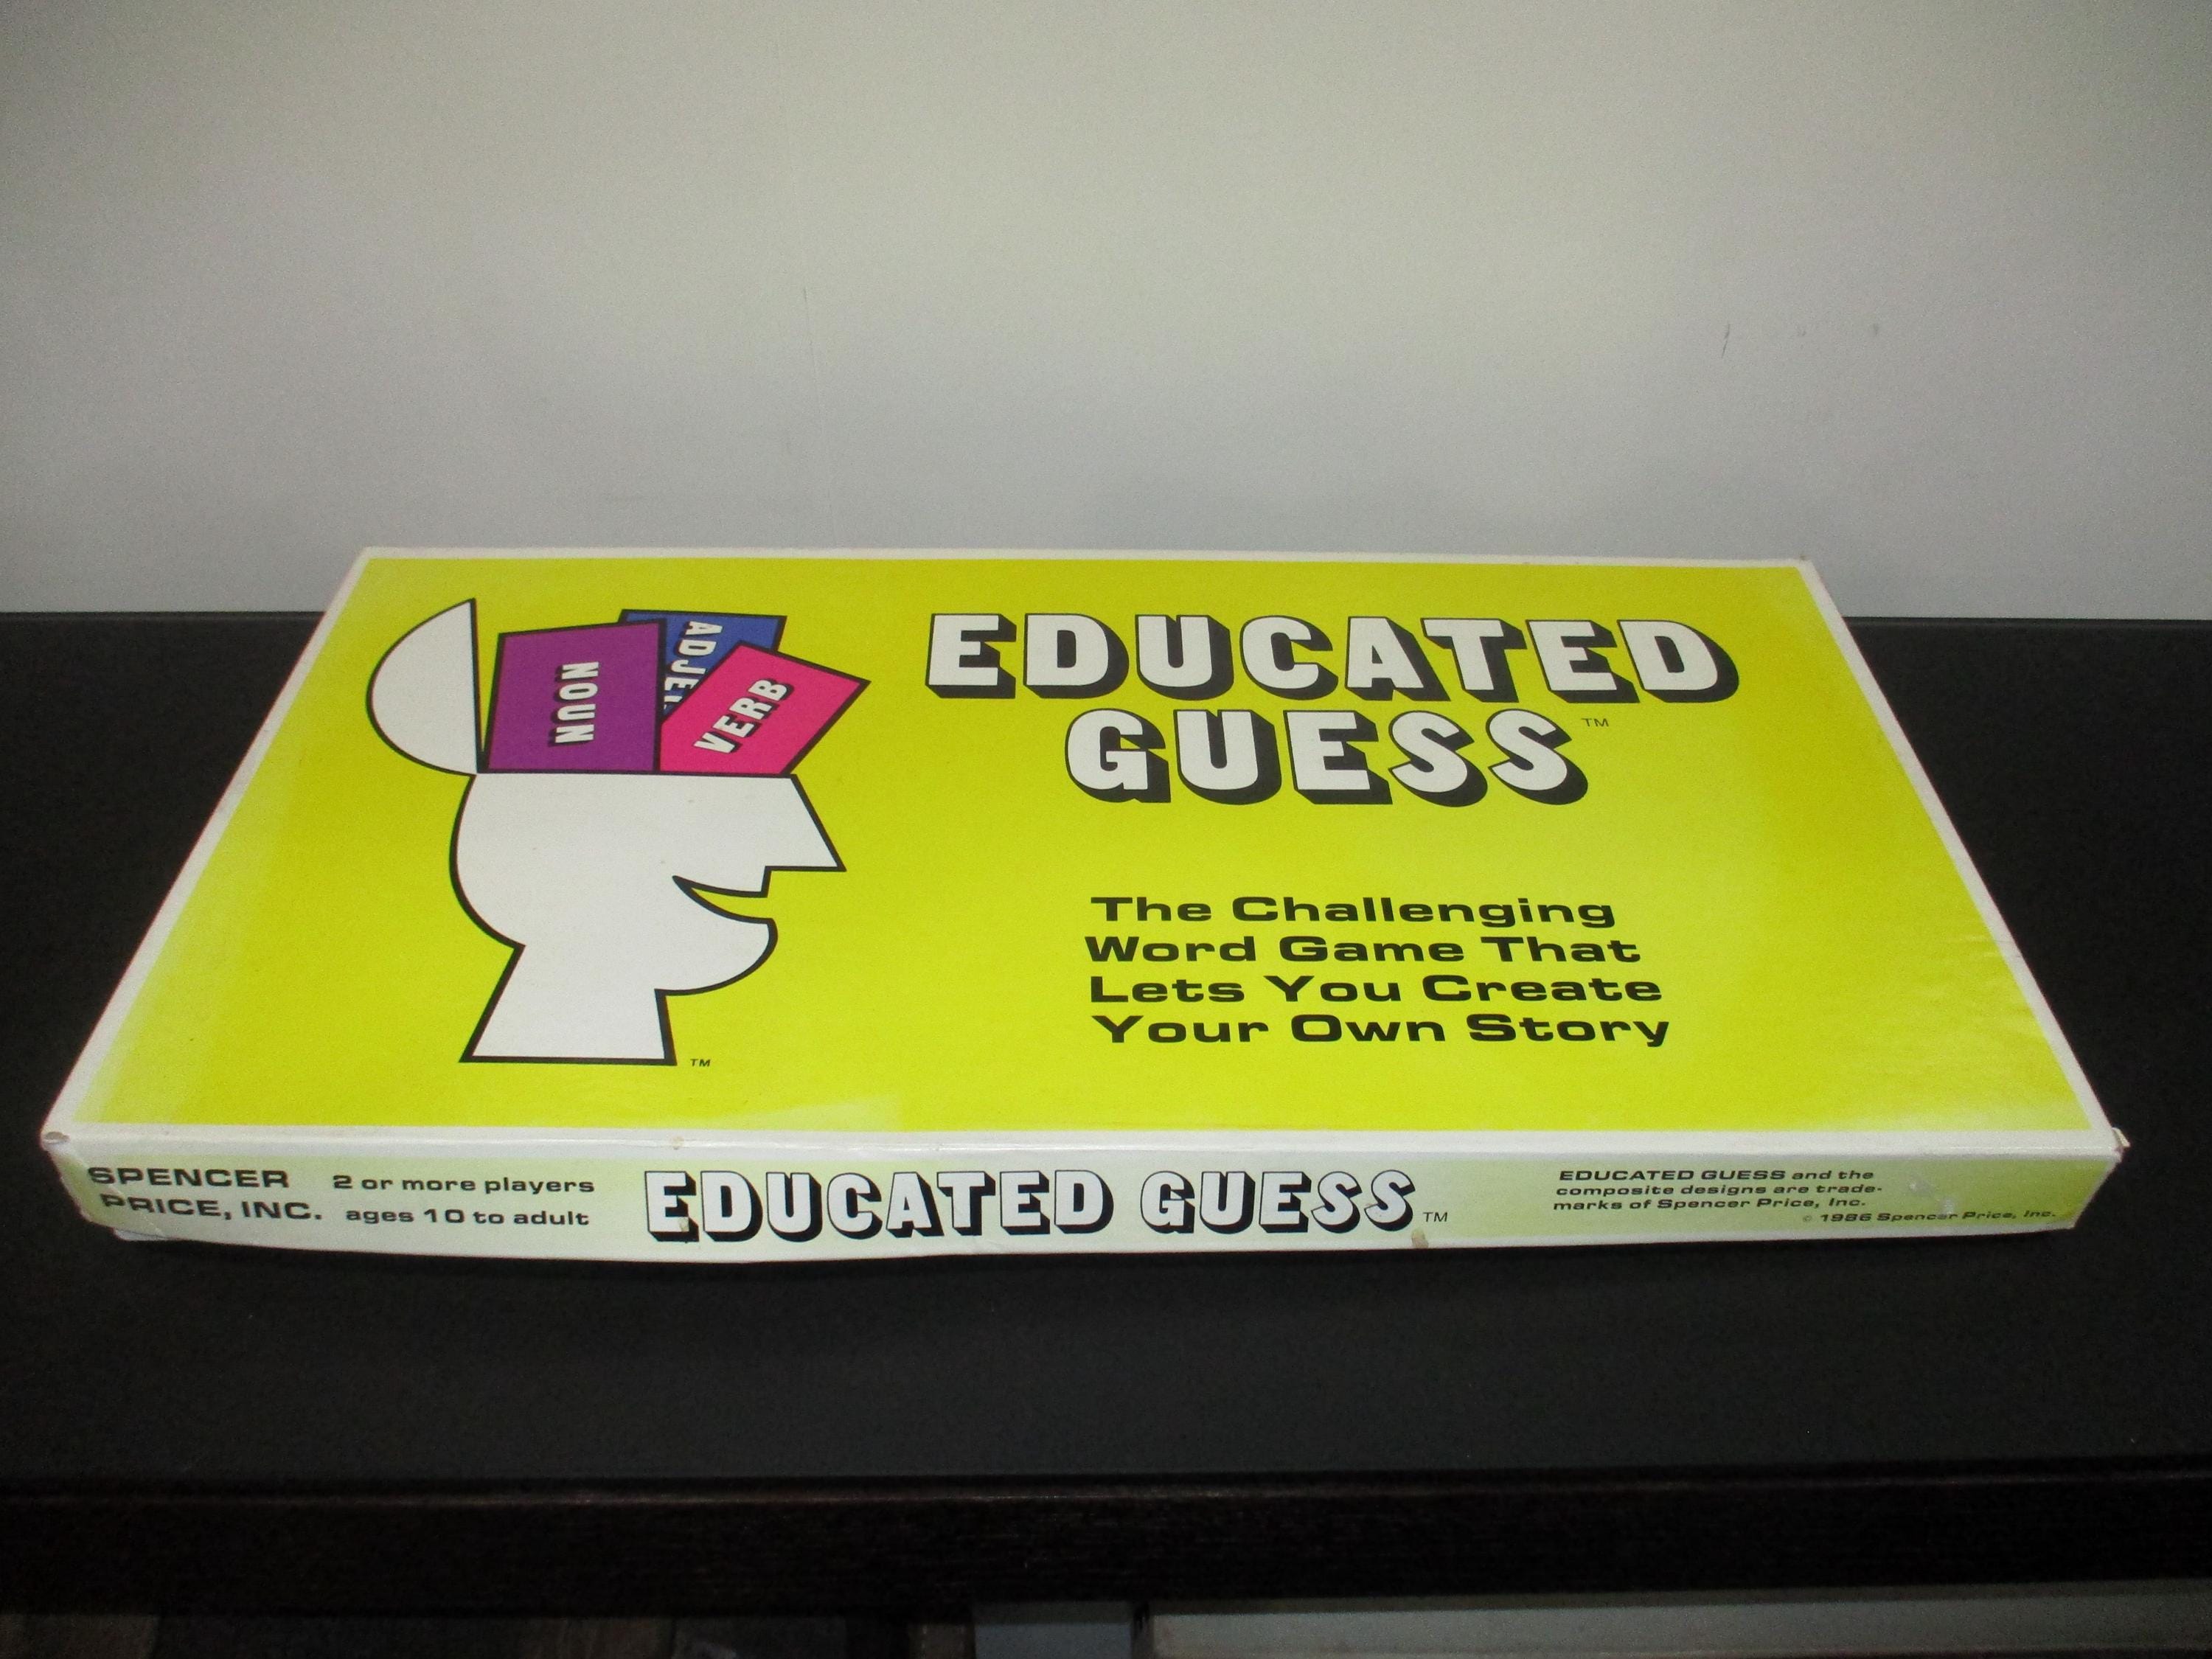 NOUN
ADJE
VERB
EDUCATED
GUESS™
The Challenging
Word Game That
Lets You Create
Your Own Story
TM
SPENCER
PRICE, INC.
2 or more players
ages 10 to adult
EDUCATED GUESS™
EDUCATED GUESS and the
composite designs are trade-
marks of Spencer Price, Inc.
© 1986 Spencer Price, Inc.